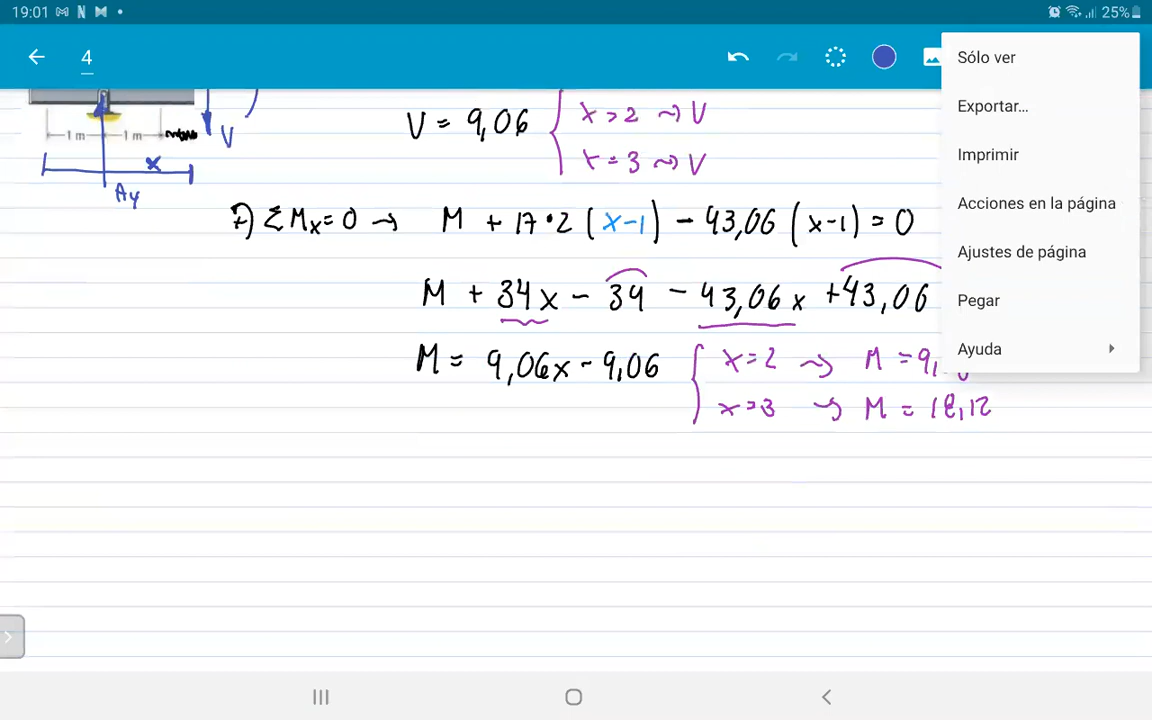 19:01 25%
4
Sólo ver
Exportar...
Imprimir
Acciones en la página
Ajustes de página
Pegar
Ayuda
1 m 1 m
V
x
Ay
V = 9,06 { x > 2 ⇝ V
x = 3 ⇝ V
+) ΣMx = 0 → M + 17•2 (x-1) - 43,06 (x-1) = 0
M + 34x - 34 - 43,06x + 43,06
M = 9,06x - 9,06 { x = 2 ⇝ M = 9,
x = 3 ⇝ M = 18,12